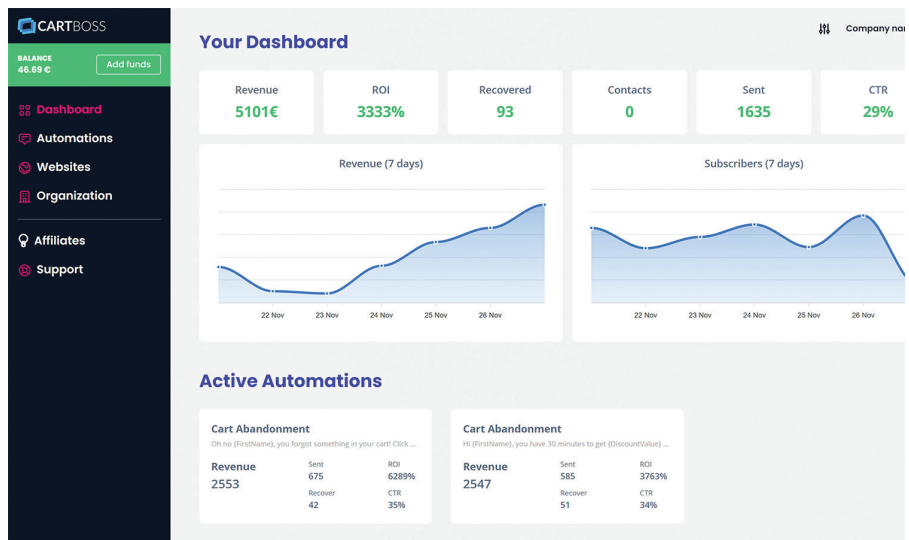 CARTBOSS
BALANCE
46.69 €
Add funds
Dashboard
Automations
Websites
Organization
Affiliates
Support
Your Dashboard
Company nar
Revenue
5101€
ROI
3333%
Recovered
93
Contacts
0
Sent
1635
CTR
29%
Revenue (7 days)
22 Nov 23 Nov 24 Nov 25 Nov 26 Nov
Subscribers (7 days)
22 Nov 23 Nov 24 Nov 25 Nov 26 Nov
Active Automations
Cart Abandonment
Oh no {FirstName}, you forgot something in your cart! Click ...
Revenue
2553
Sent
675
ROI
6289%
Recover
42
CTR
35%
Cart Abandonment
Hi {FirstName}, you have 30 minutes to get {DiscountValue} ...
Revenue
2547
Sent
585
ROI
3763%
Recover
51
CTR
34%